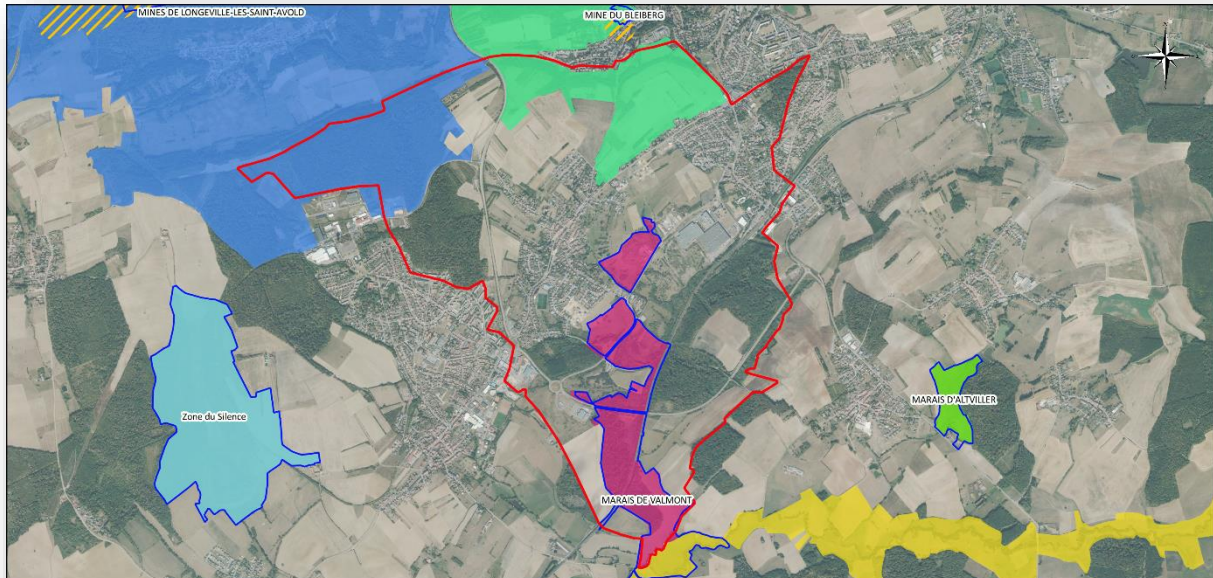 MINES DE LONGEVILLE-LES-SAINT-AVOLD
MINE DU BLEIBERG
Zone du Silence
MARAIS D'ALTVILLER
MARAIS DE VALMONT